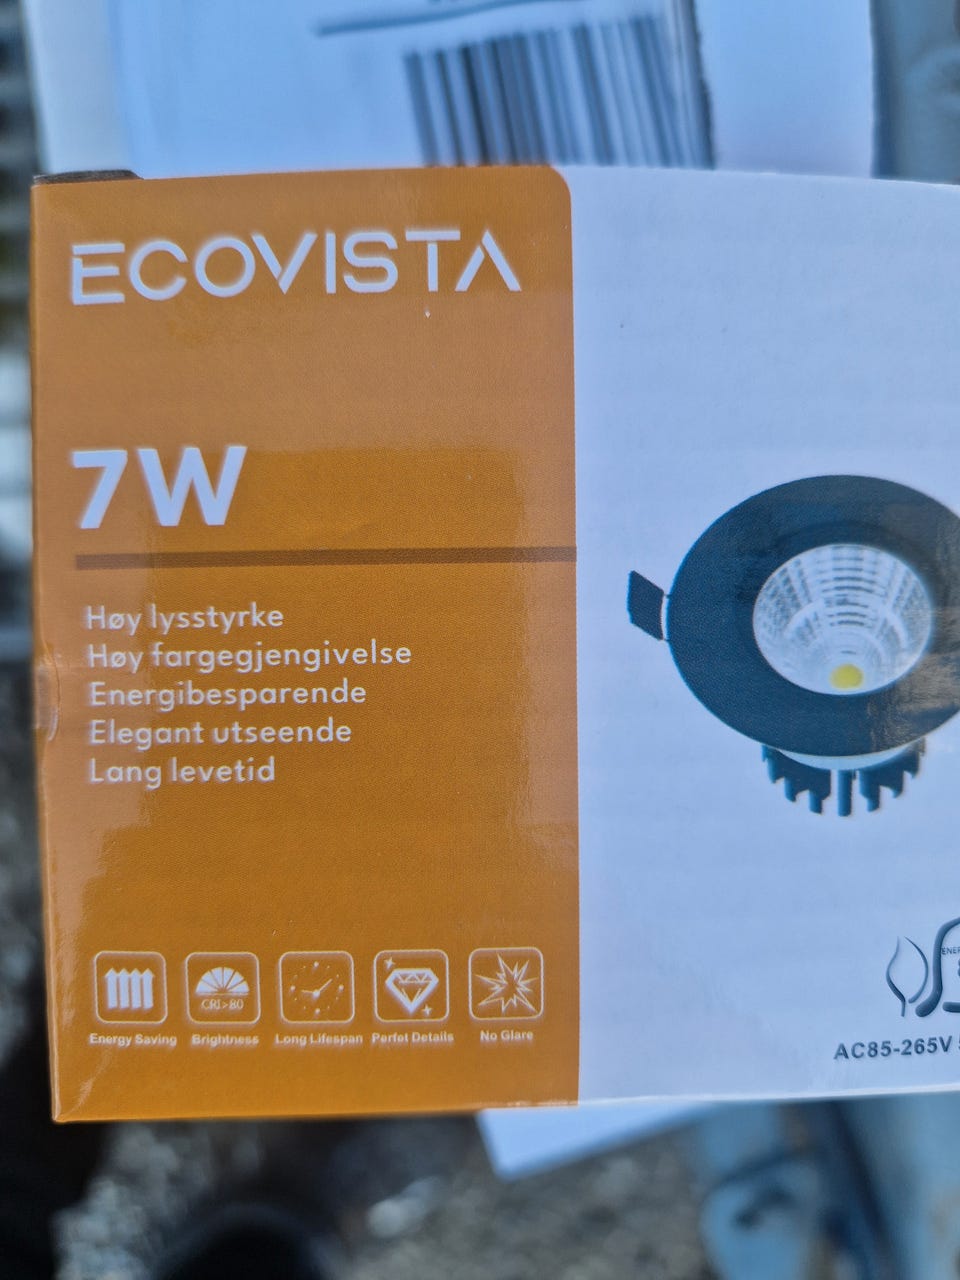 ECOVISTA
7W
Høy lysstyrke
Høy fargegjengivelse
Energibesparende
Elegant utseende
Lang levetid
CRI>80
Energy Saving Brightness Long Lifespan Perfet Details No Glare
AC85-265V